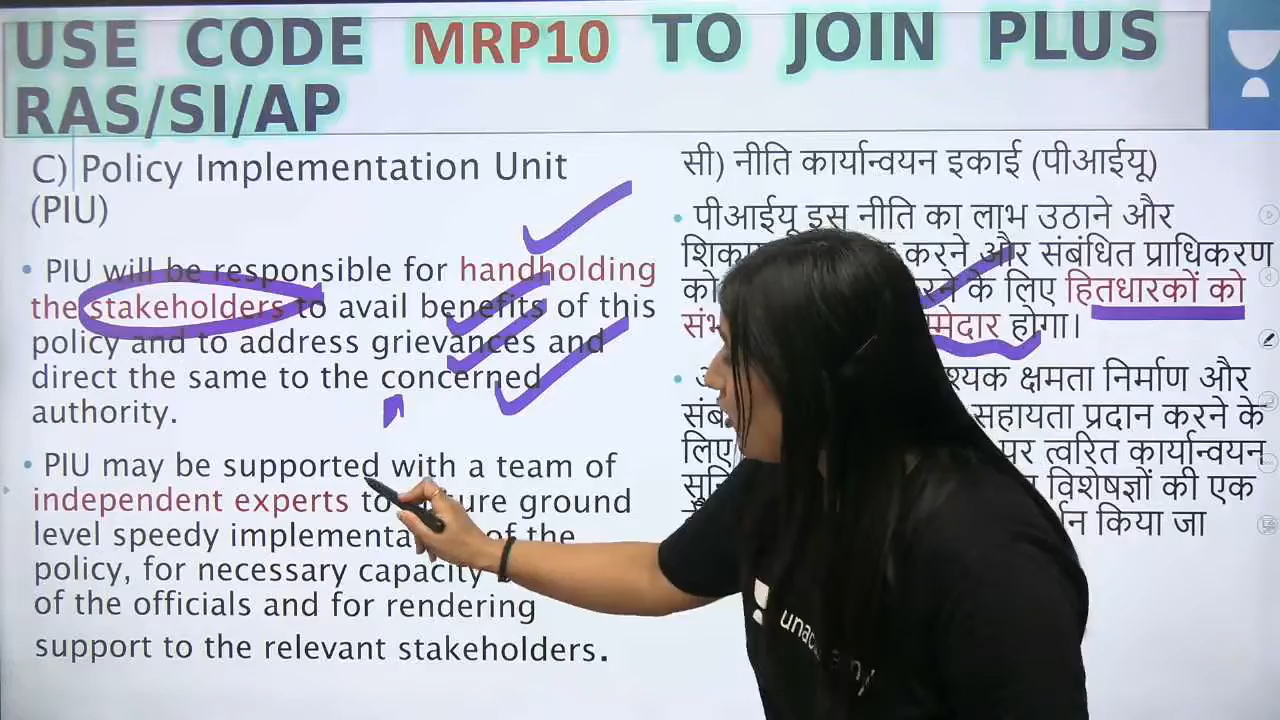 USE CODE MRP10 TO JOIN PLUS
RAS/SI/AP
C) Policy Implementation Unit
(PIU)
• PIU will be responsible for handholding
the stakeholders to avail benefits of this
policy and to address grievances and
direct the same to the concerned
authority.
• PIU may be supported with a team of
independent experts to ground
level speedy of the
policy, for necessary capacity
of the officials and for rendering
support to the relevant stakeholders.
सी) नीति कार्यान्वयन इकाई (पीआईयू)
• पीआईयू इस नीति का लाभ उठाने और
करने और संबंधित प्राधिकरण
को के लिए हितधारकों को
होगा।
• क्षमता निर्माण और
सहायता प्रदान करने के
लिए पर त्वरित कार्यान्वयन
विशेषज्ञों की एक
किया जा